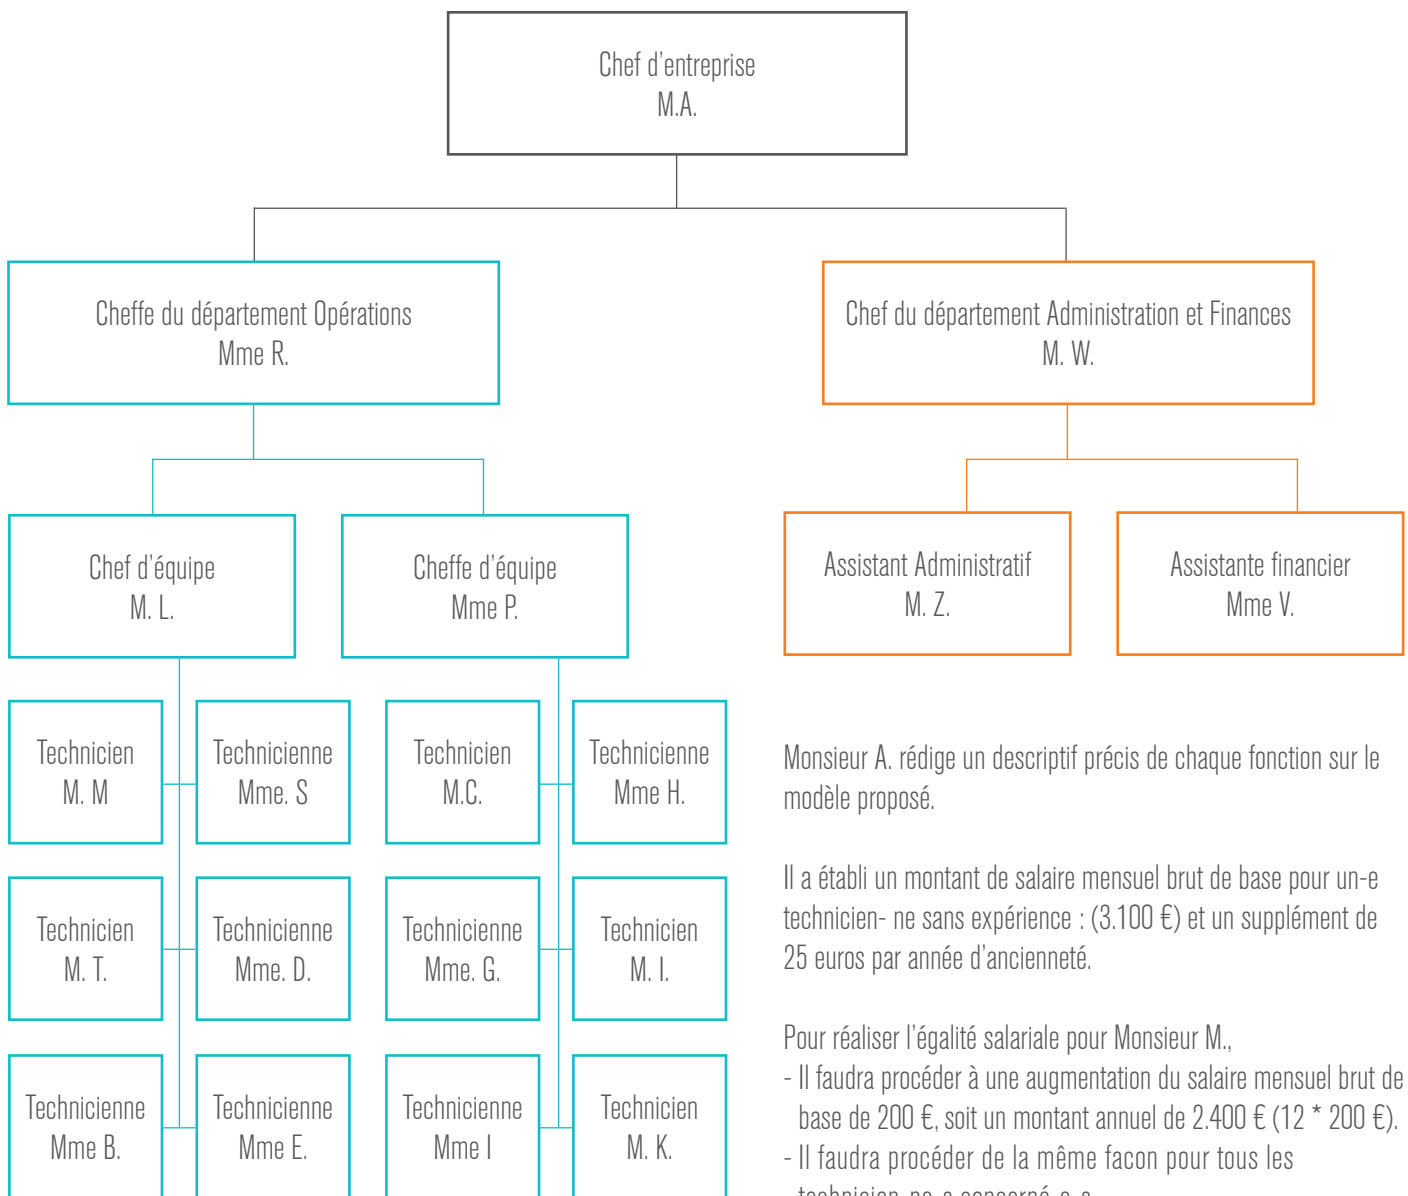 Chef d'entreprise
M.A.
Cheffe du département Opérations
Mme R.
Chef du département Administration et Finances
M. W.
Chef d'équipe
M. L.
Cheffe d'équipe
Mme P.
Assistant Administratif
M. Z.
Assistante financier
Mme V.
Technicien
M. M
Technicienne
Mme. S
Technicien
M.C.
Technicienne
Mme H.
Technicien
M. T.
Technicienne
Mme. D.
Technicienne
Mme. G.
Technicien
M. I.
Technicienne
Mme B.
Technicienne
Mme E.
Technicienne
Mme I
Technicien
M. K.
Monsieur A. rédige un descriptif précis de chaque fonction sur le
modèle proposé.
Il a établi un montant de salaire mensuel brut de base pour un-e
technicien- ne sans expérience : (3.100 €) et un supplément de
25 euros par année d'ancienneté.
Pour réaliser l'égalité salariale pour Monsieur M.,
- Il faudra procéder à une augmentation du salaire mensuel brut de
base de 200 €, soit un montant annuel de 2.400 € (12 * 200 €).
- Il faudra procéder de la même facon pour tous les